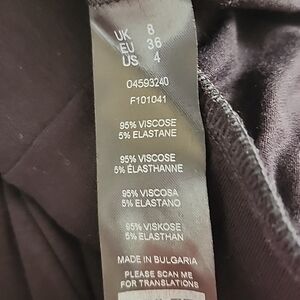 UK 8
EU 36
US 4
04593240
F101041
95% VISCOSE
5% ELASTANE
95% VISCOSE
5% ÉLASTHANNE
95% VISCOSA
5% ELASTANO
95% VISKOSE
5% ELASTHAN
MADE IN BULGARIA
PLEASE SCAN ME
FOR TRANSLATIONS